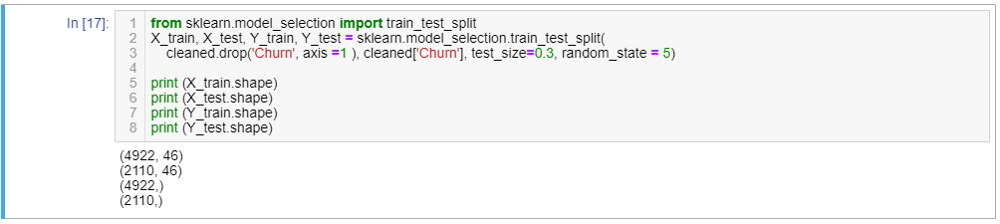 In [17]:
1 from sklearn.model_selection import train_test_split
2 X_train, X_test, Y_train, Y_test = sklearn.model_selection.train_test_split(
3     cleaned.drop('Churn', axis =1 ), cleaned['Churn'], test_size=0.3, random_state = 5)
4
5 print (X_train.shape)
6 print (X_test.shape)
7 print (Y_train.shape)
8 print (Y_test.shape)
(4922, 46)
(2110, 46)
(4922,)
(2110,)